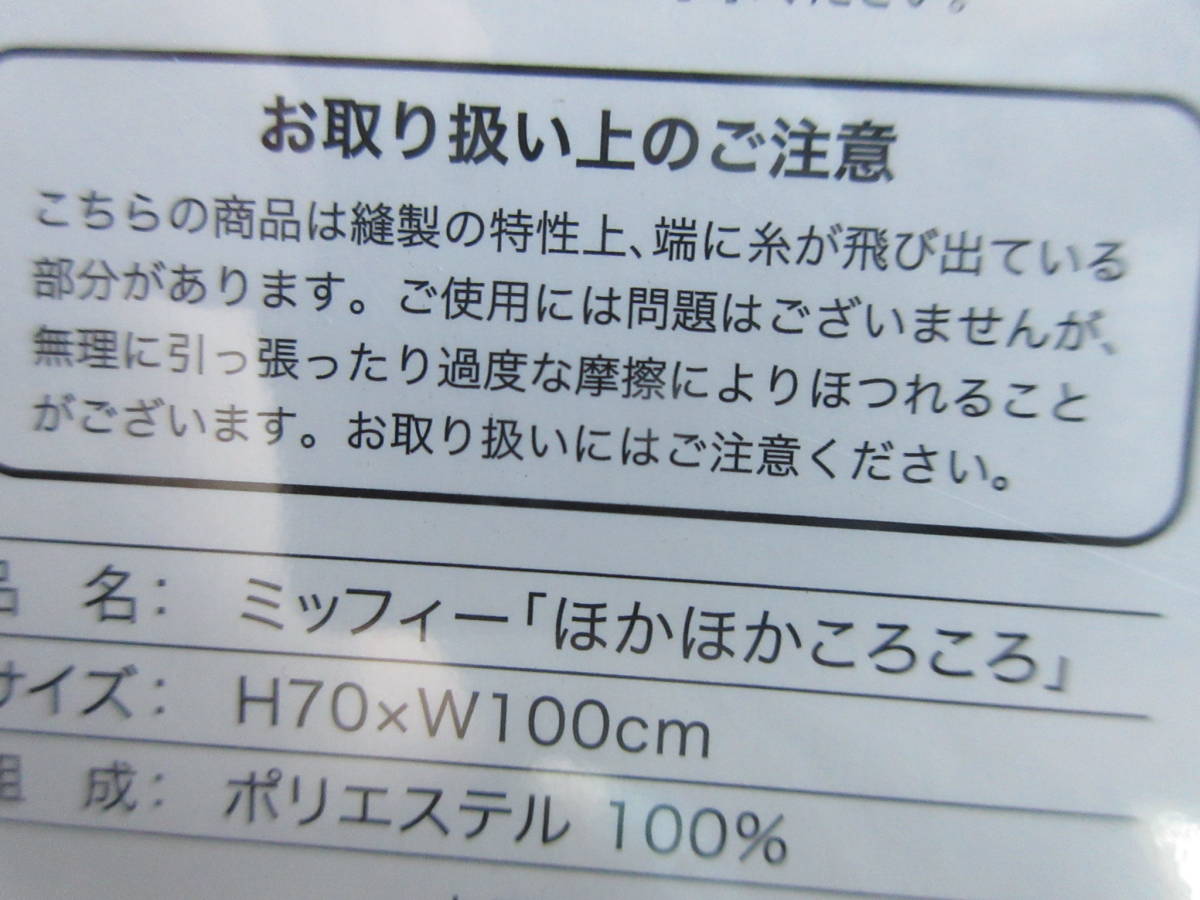 ください。
お取り扱い上のご注意
こちらの商品は縫製の特性上、端に糸が飛び出ている
部分があります。ご使用には問題はございませんが、
無理に引っ張ったり過度な摩擦によりほつれること
がございます。お取り扱いにはご注意ください。
品 名： ミッフィー「ほかほかころころ」
サイズ： H70×W100cm
組 成： ポリエステル 100%